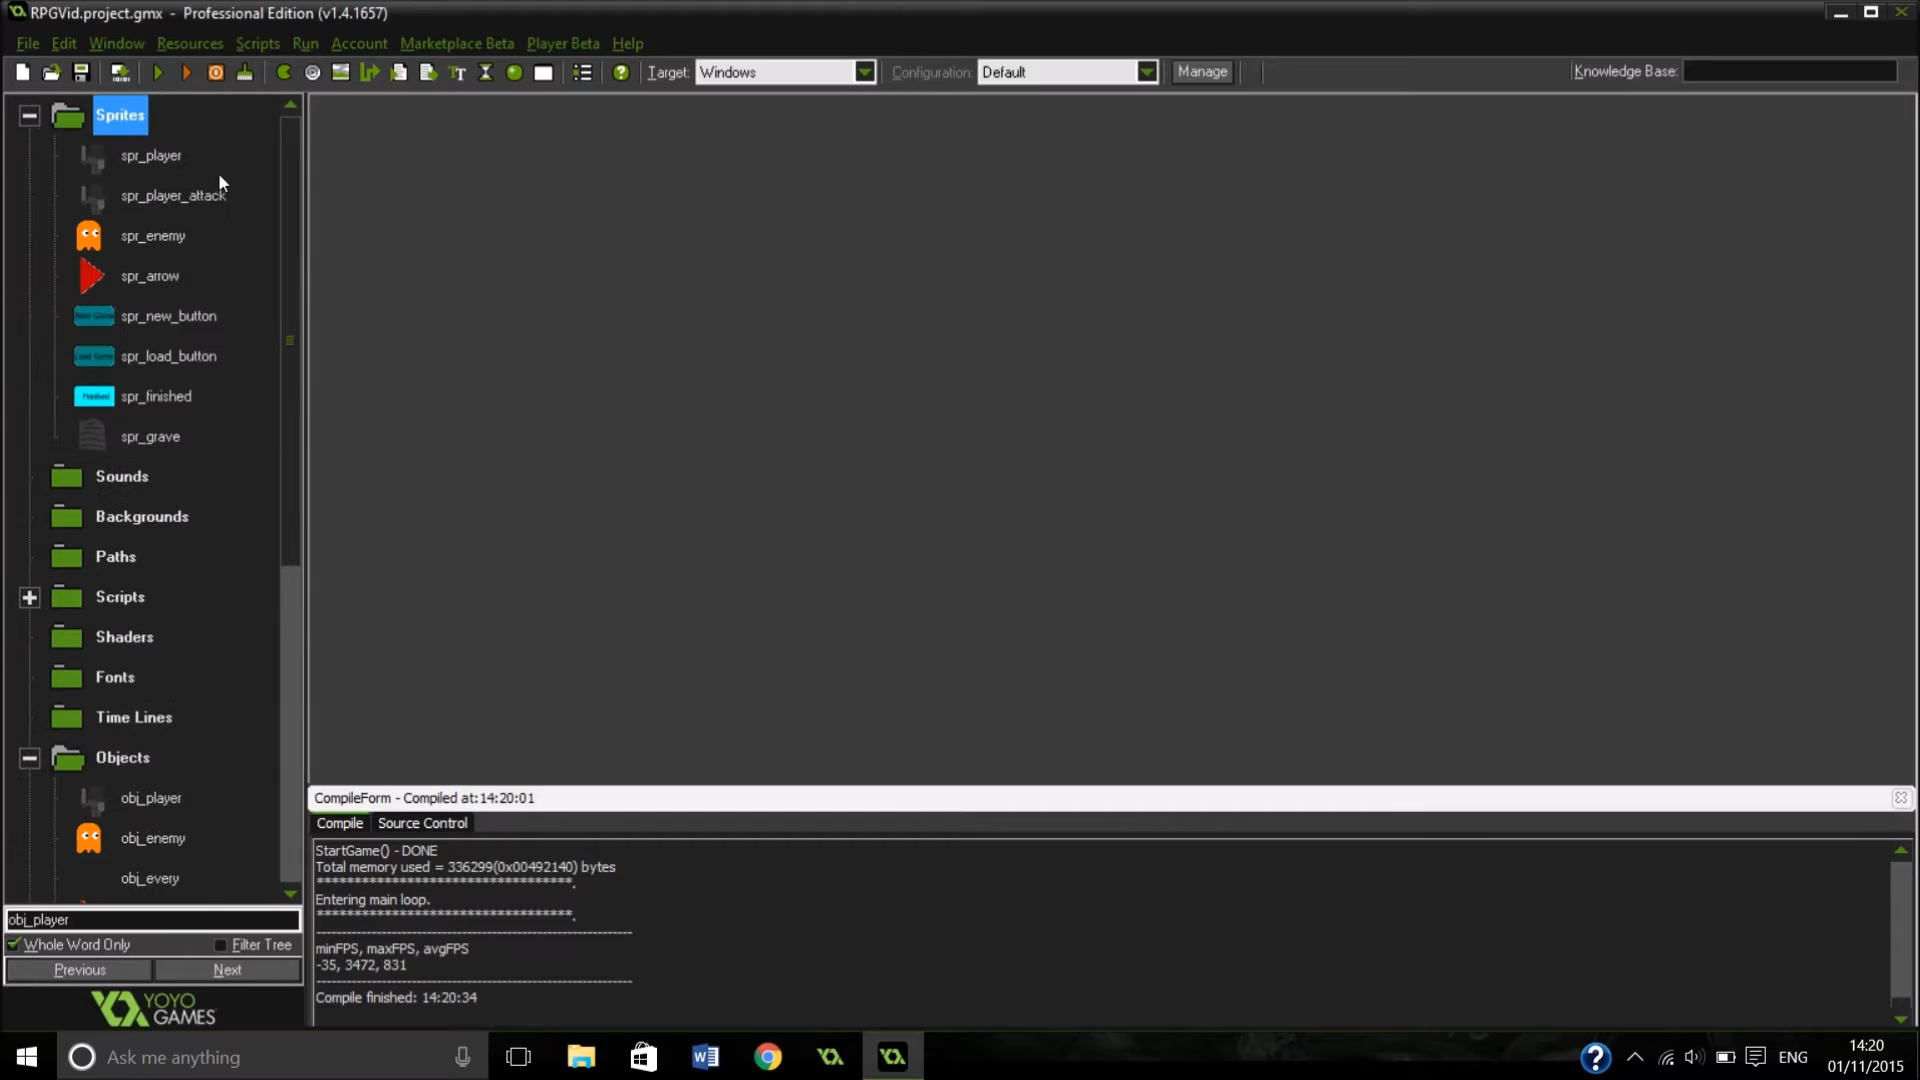 RPGVid.project.gmx - Professional Edition (v1.4.1657)
File Edit Window Resources Scripts Run Account Marketplace Beta Player Beta Help
Target: Windows Configuration: Default Manage Knowledge Base:
Sprites
spr_player
spr_player_attack
spr_enemy
spr_arrow
New Game spr_new_button
Load Game spr_load_button
Finished spr_finished
spr_grave
Sounds
Backgrounds
Paths
Scripts
Shaders
Fonts
Time Lines
Objects
obj_player
obj_enemy
obj_every
obj_player
Whole Word Only Filter Tree
Previous Next
YOYO
GAMES
CompileForm - Compiled at:14:20:01
Compile Source Control
StartGame() - DONE
Total memory used = 336299(0x00492140) bytes
**********************************.
Entering main loop.
**********************************.
minFPS, maxFPS, avgFPS
-35, 3472, 831
Compile finished: 14:20:34
Ask me anything
ENG
14:20
01/11/2015